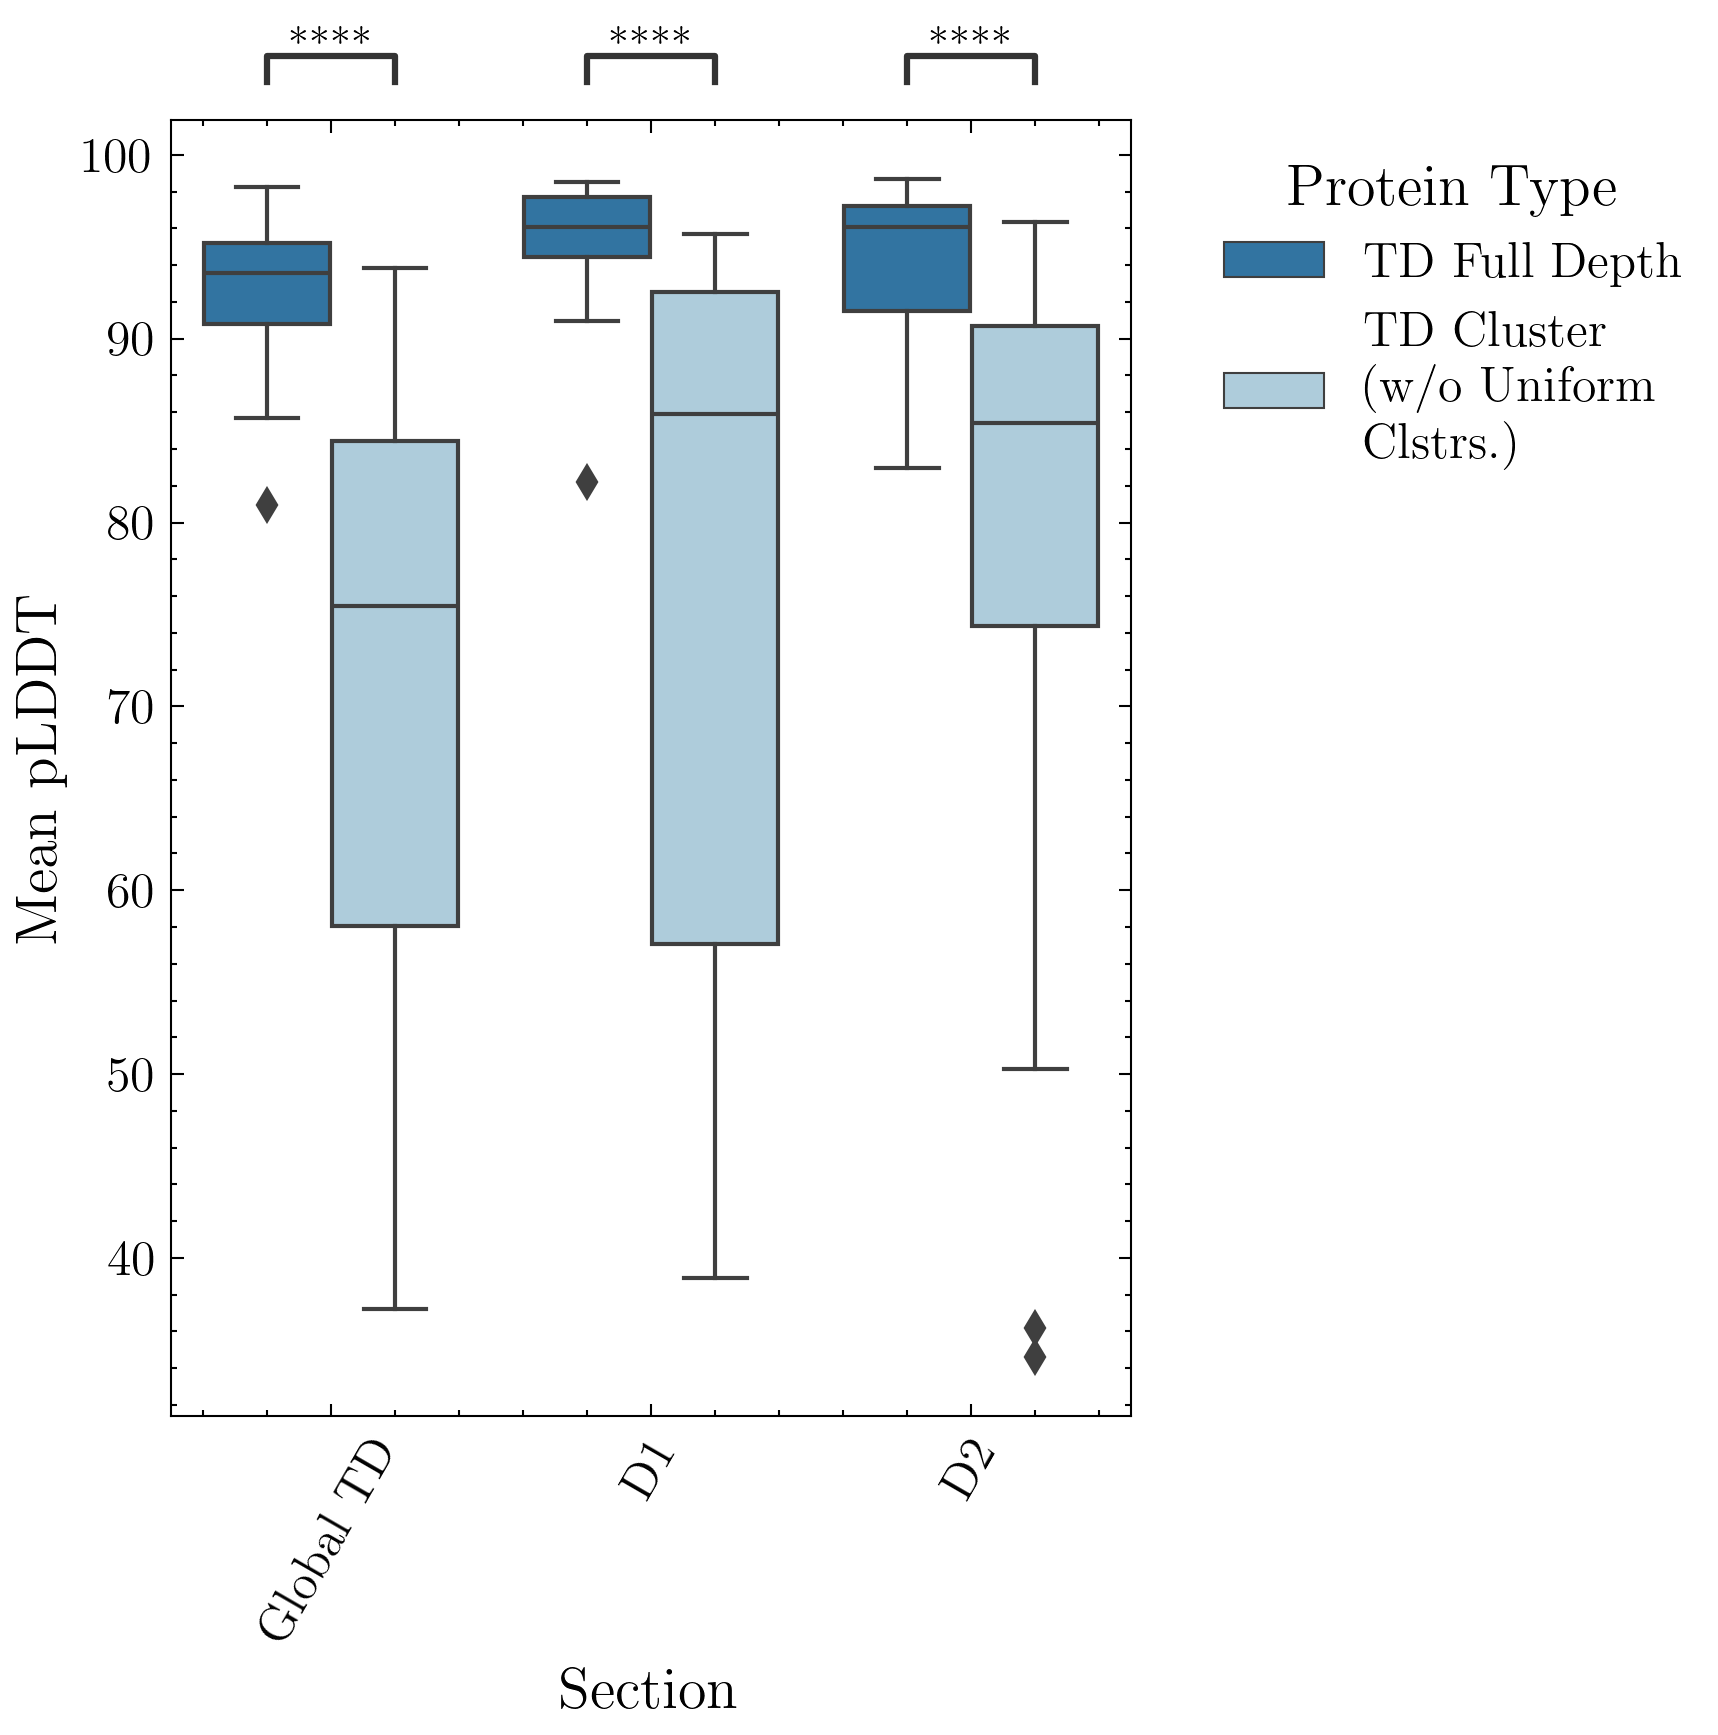 **** **** ****
100
90
80
70
60
50
40
Mean pLDDT
Global TD
D1
D2
Section
Protein Type
TD Full Depth
TD Cluster
(w/o Uniform
Clstrs.)